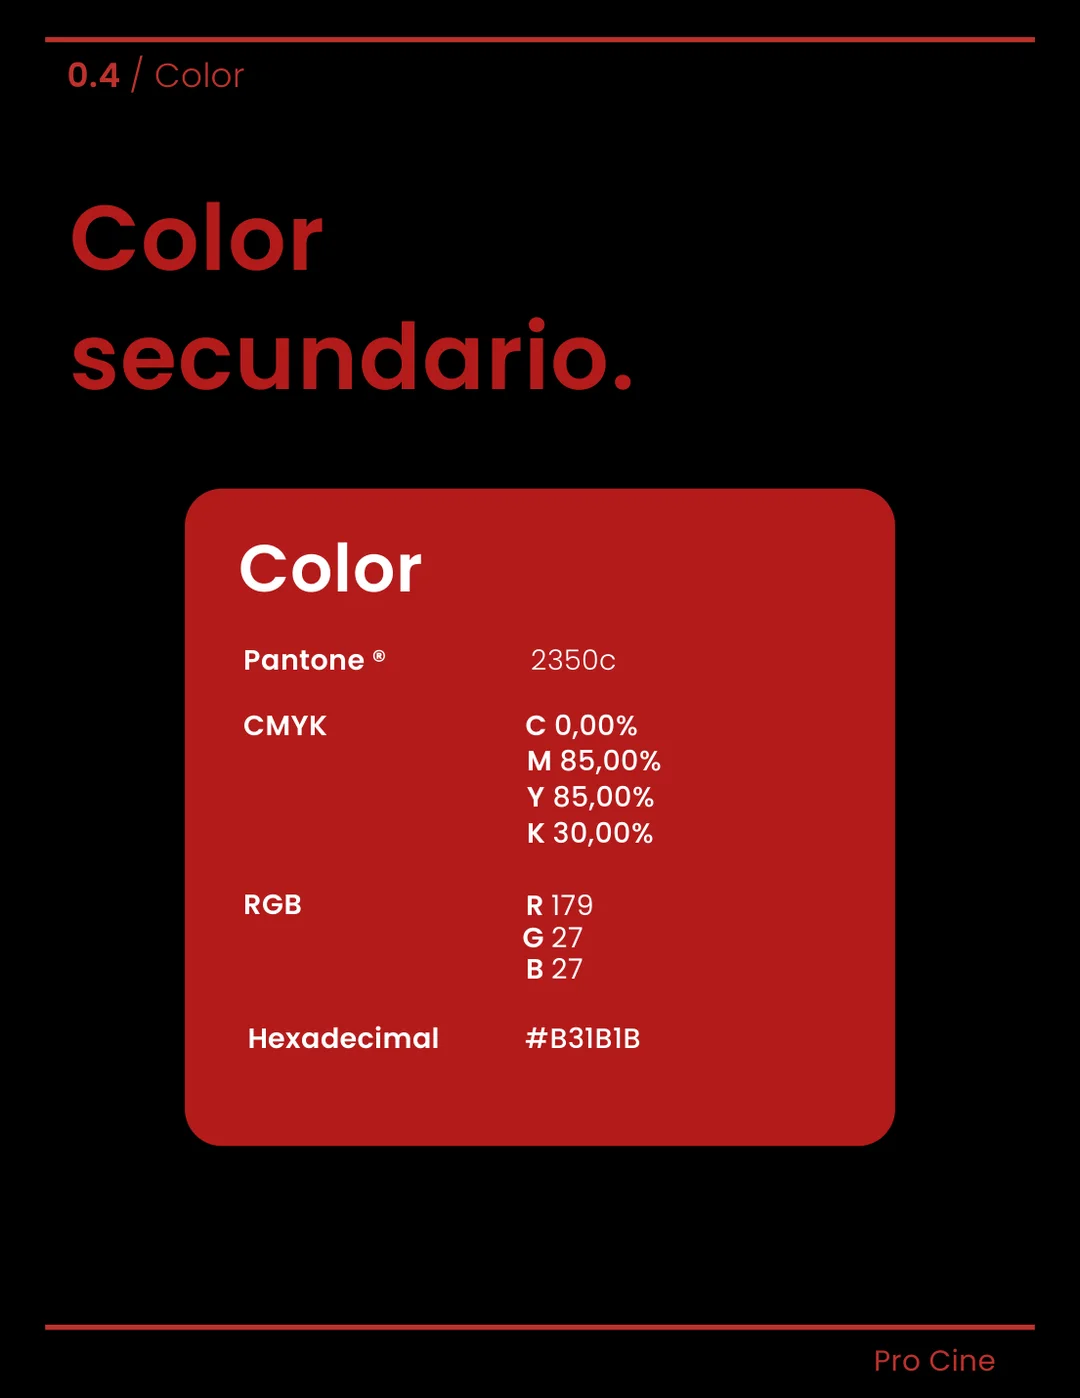 0.4 / Color
Color
secundario.
Color
Pantone ® 2350c
CMYK C 0,00%
M 85,00%
Y 85,00%
K 30,00%
RGB R 179
G 27
B 27
Hexadecimal #B31B1B
Pro Cine